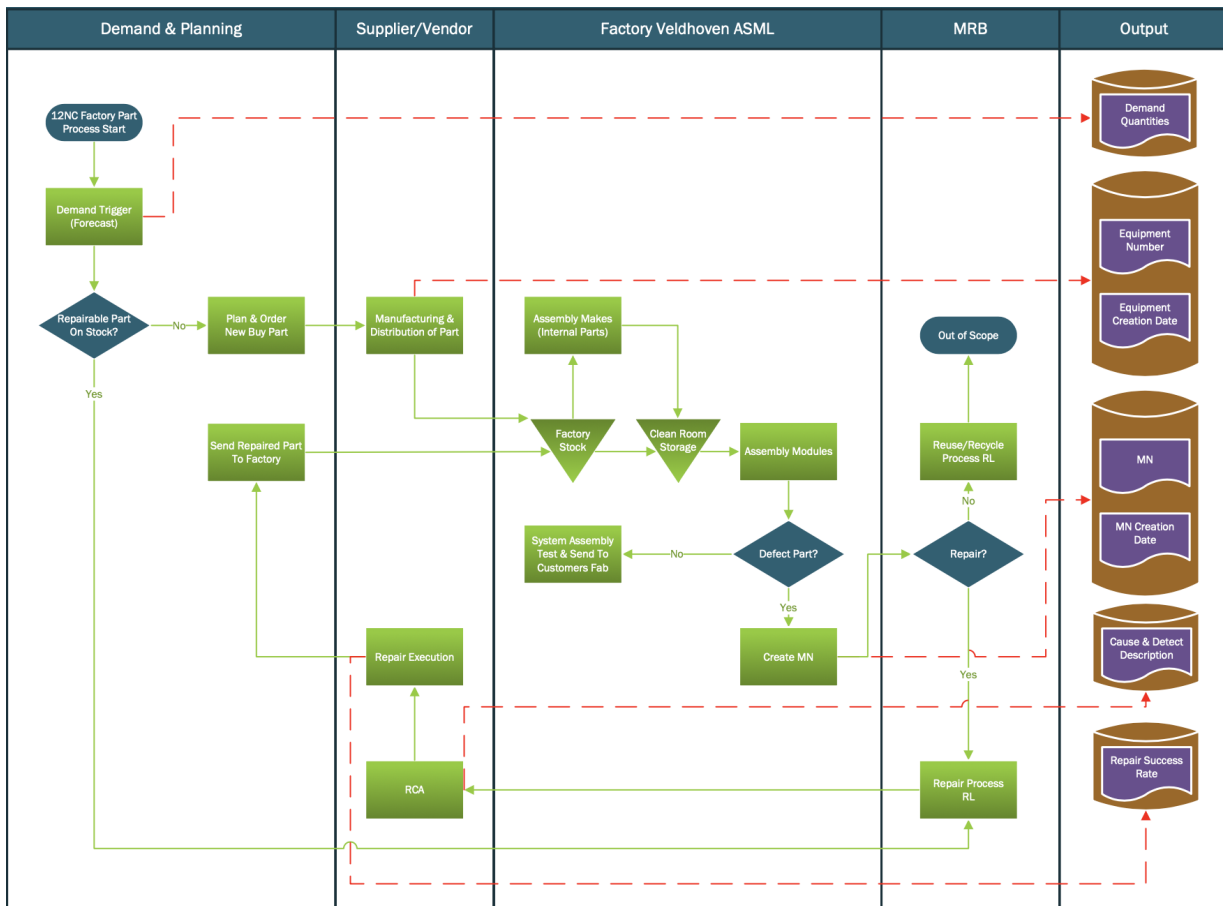 Demand & Planning
Supplier/Vendor
Factory Veldhoven ASML
MRB
Output
12NC Factory Part
Process Start
Demand
Quantities
Demand Trigger
(Forecast)
Equipment
Number
Repairable Part
On Stock?
No
Plan & Order
New Buy Part
Manufacturing &
Distribution of Part
Assembly Makes
(Internal Parts)
Out of Scope
Equipment
Creation Date
Yes
Send Repaired Part
To Factory
Factory
Stock
Clean Room
Storage
Assembly Modules
Reuse/Recycle
Process RL
MN
No
System Assembly
Test & Send To
Customers Fab
No
Defect Part?
Repair?
MN Creation
Date
Yes
Repair Execution
Create MN
Yes
Cause & Detect
Description
RCA
Repair Process
RL
Repair Success
Rate